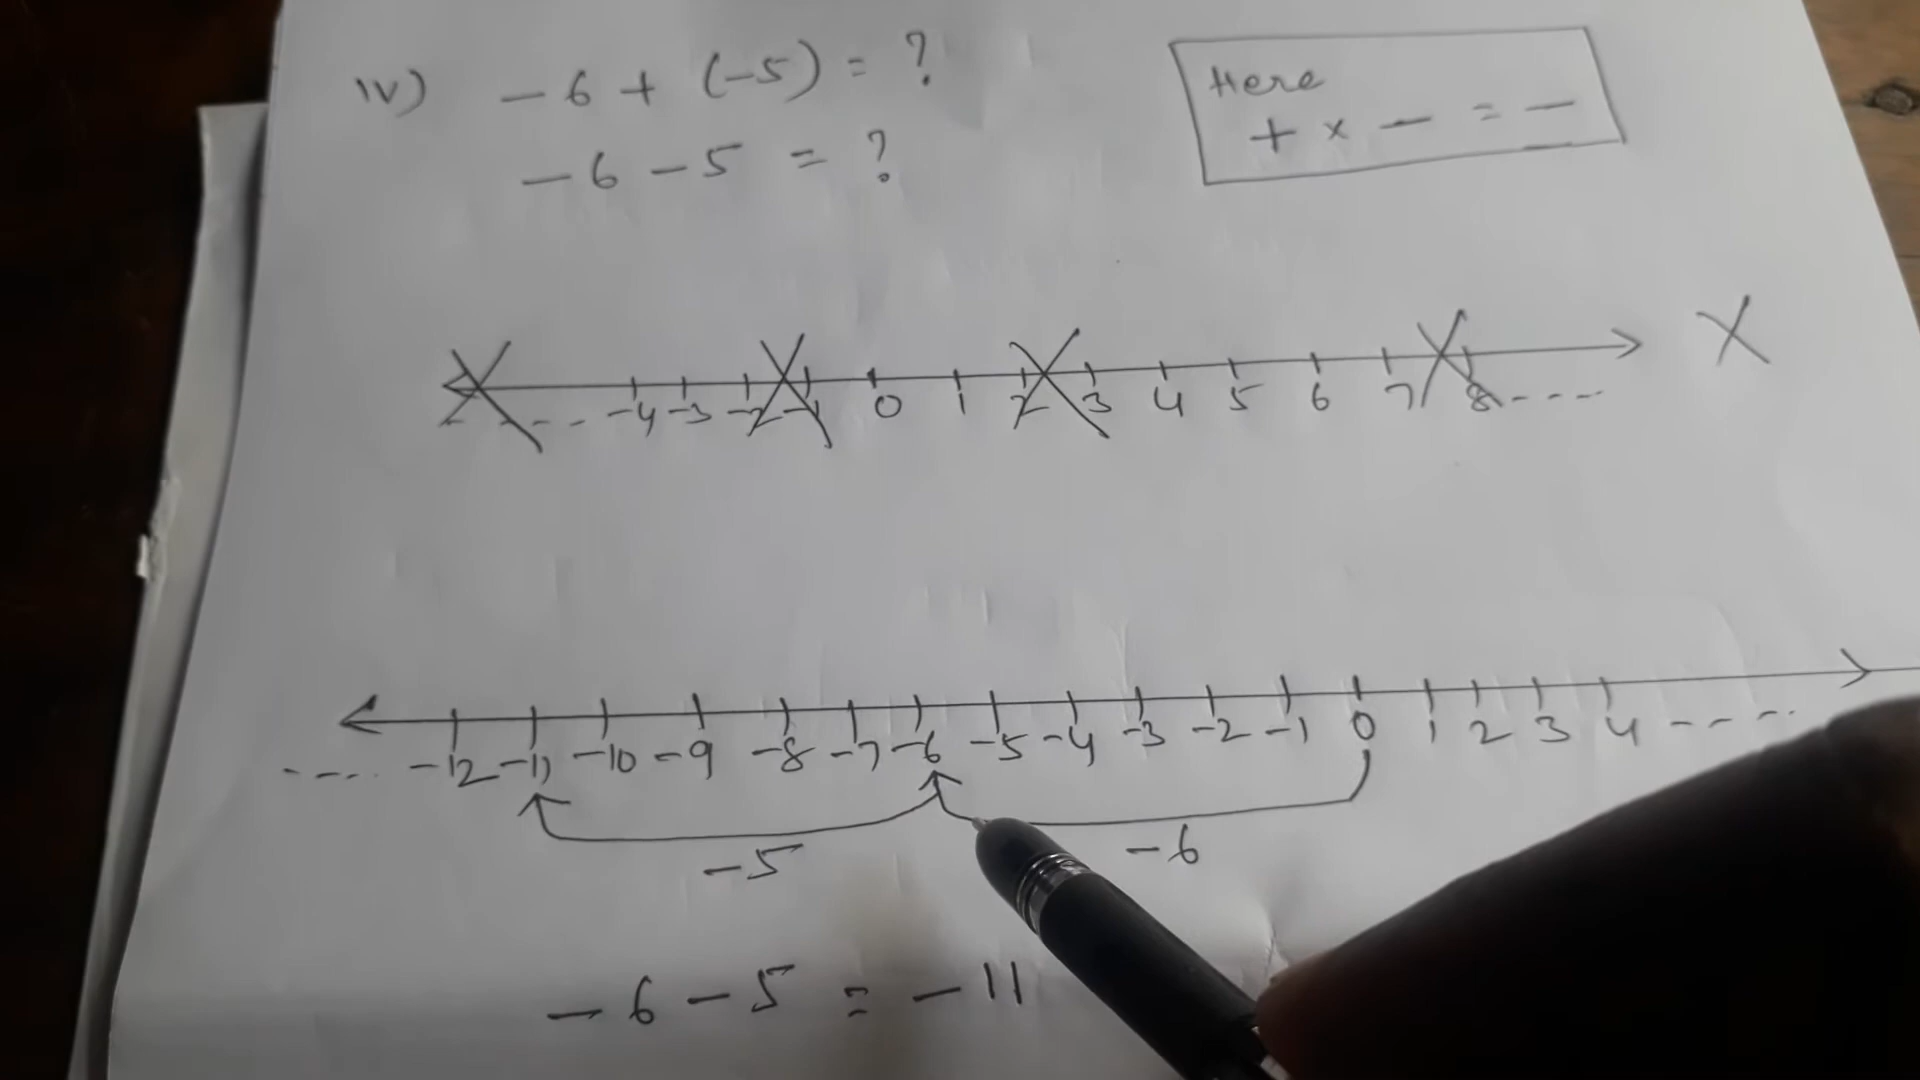 iv) -6 + (-5) = ?
-6 - 5 = ?
Here
+ x - = -
X
- - - - -4 -3 -2 -1 0 1 2 3 4 5 6 7 8 - - - -
- - - - -12 -11 -10 -9 -8 -7 -6 -5 -4 -3 -2 -1 0 1 2 3 4 - - - -
-5 -6
-6 - 5 = -11